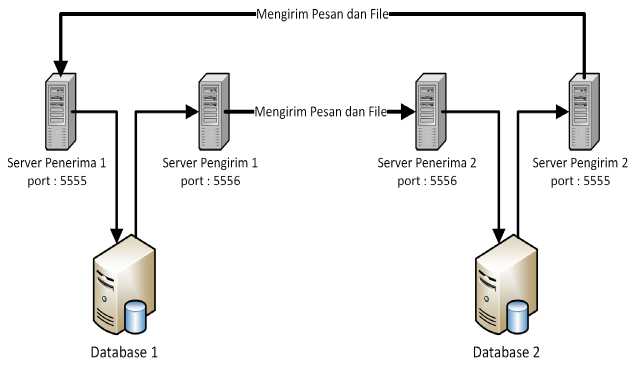 Mengirim Pesan dan File
Mengirim Pesan dan File
Server Penerima 1
port : 5555
Server Pengirim 1
port : 5556
Server Penerima 2
port : 5556
Server Pengirim 2
port : 5555
Database 1
Database 2